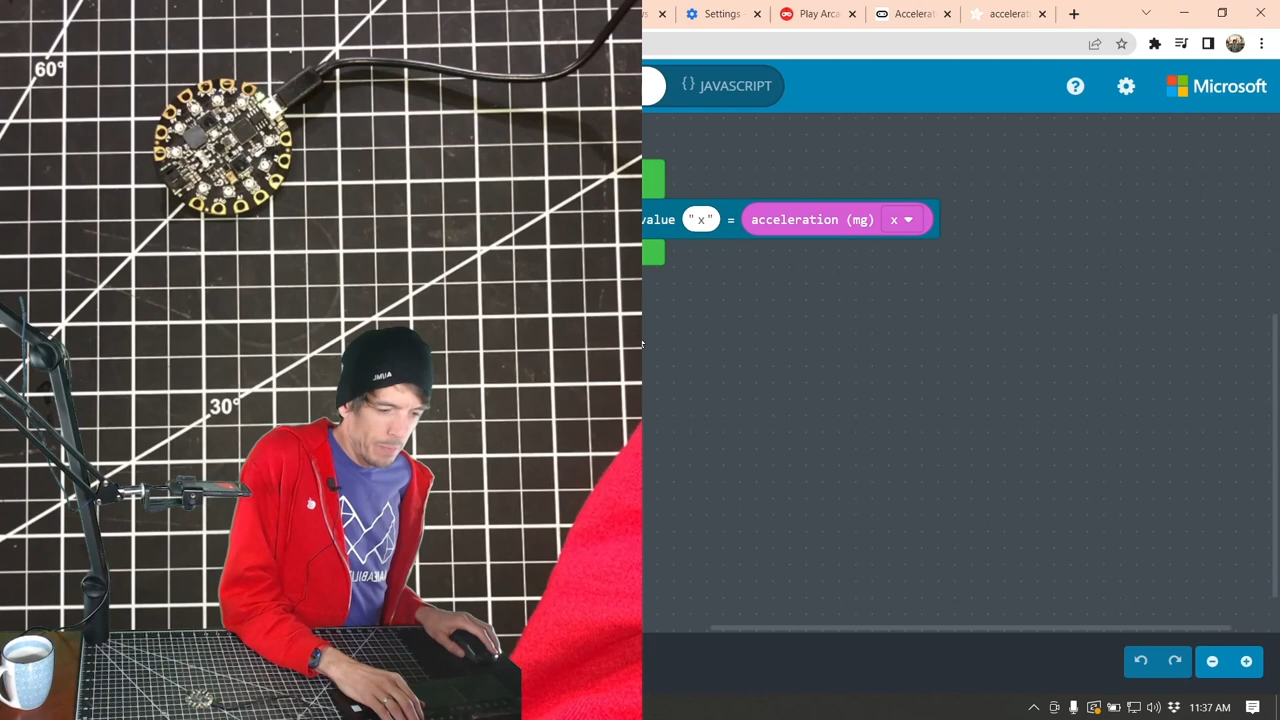 60°
30°
Settings
Play Arca
Accelerat
accelerat
{} JAVASCRIPT
Microsoft
value "x" = acceleration (mg) x
11:37 AM